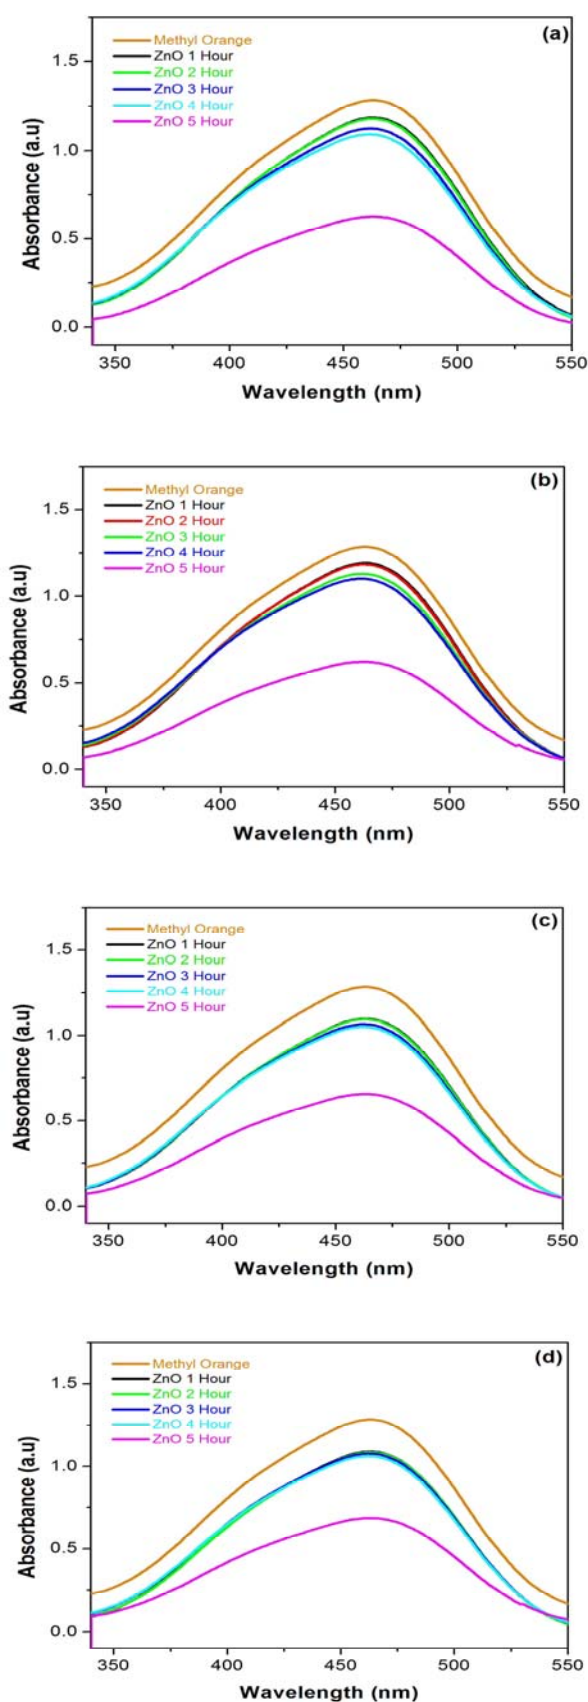 (a)
Methyl Orange
ZnO 1 Hour
ZnO 2 Hour
ZnO 3 Hour
ZnO 4 Hour
ZnO 5 Hour
1.5
1.0
0.5
0.0
Absorbance (a.u)
350 400 450 500 550
Wavelength (nm)
(b)
Methyl Orange
ZnO 1 Hour
ZnO 2 Hour
ZnO 3 Hour
ZnO 4 Hour
ZnO 5 Hour
1.5
1.0
0.5
0.0
Absorbance (a.u)
350 400 450 500 550
Wavelength (nm)
(c)
Methyl Orange
ZnO 1 Hour
ZnO 2 Hour
ZnO 3 Hour
ZnO 4 Hour
ZnO 5 Hour
1.5
1.0
0.5
0.0
Absorbance (a.u)
350 400 450 500 550
Wavelength (nm)
(d)
Methyl Orange
ZnO 1 Hour
ZnO 2 Hour
ZnO 3 Hour
ZnO 4 Hour
ZnO 5 Hour
1.5
1.0
0.5
0.0
Absorbance (a.u)
350 400 450 500 550
Wavelength (nm)